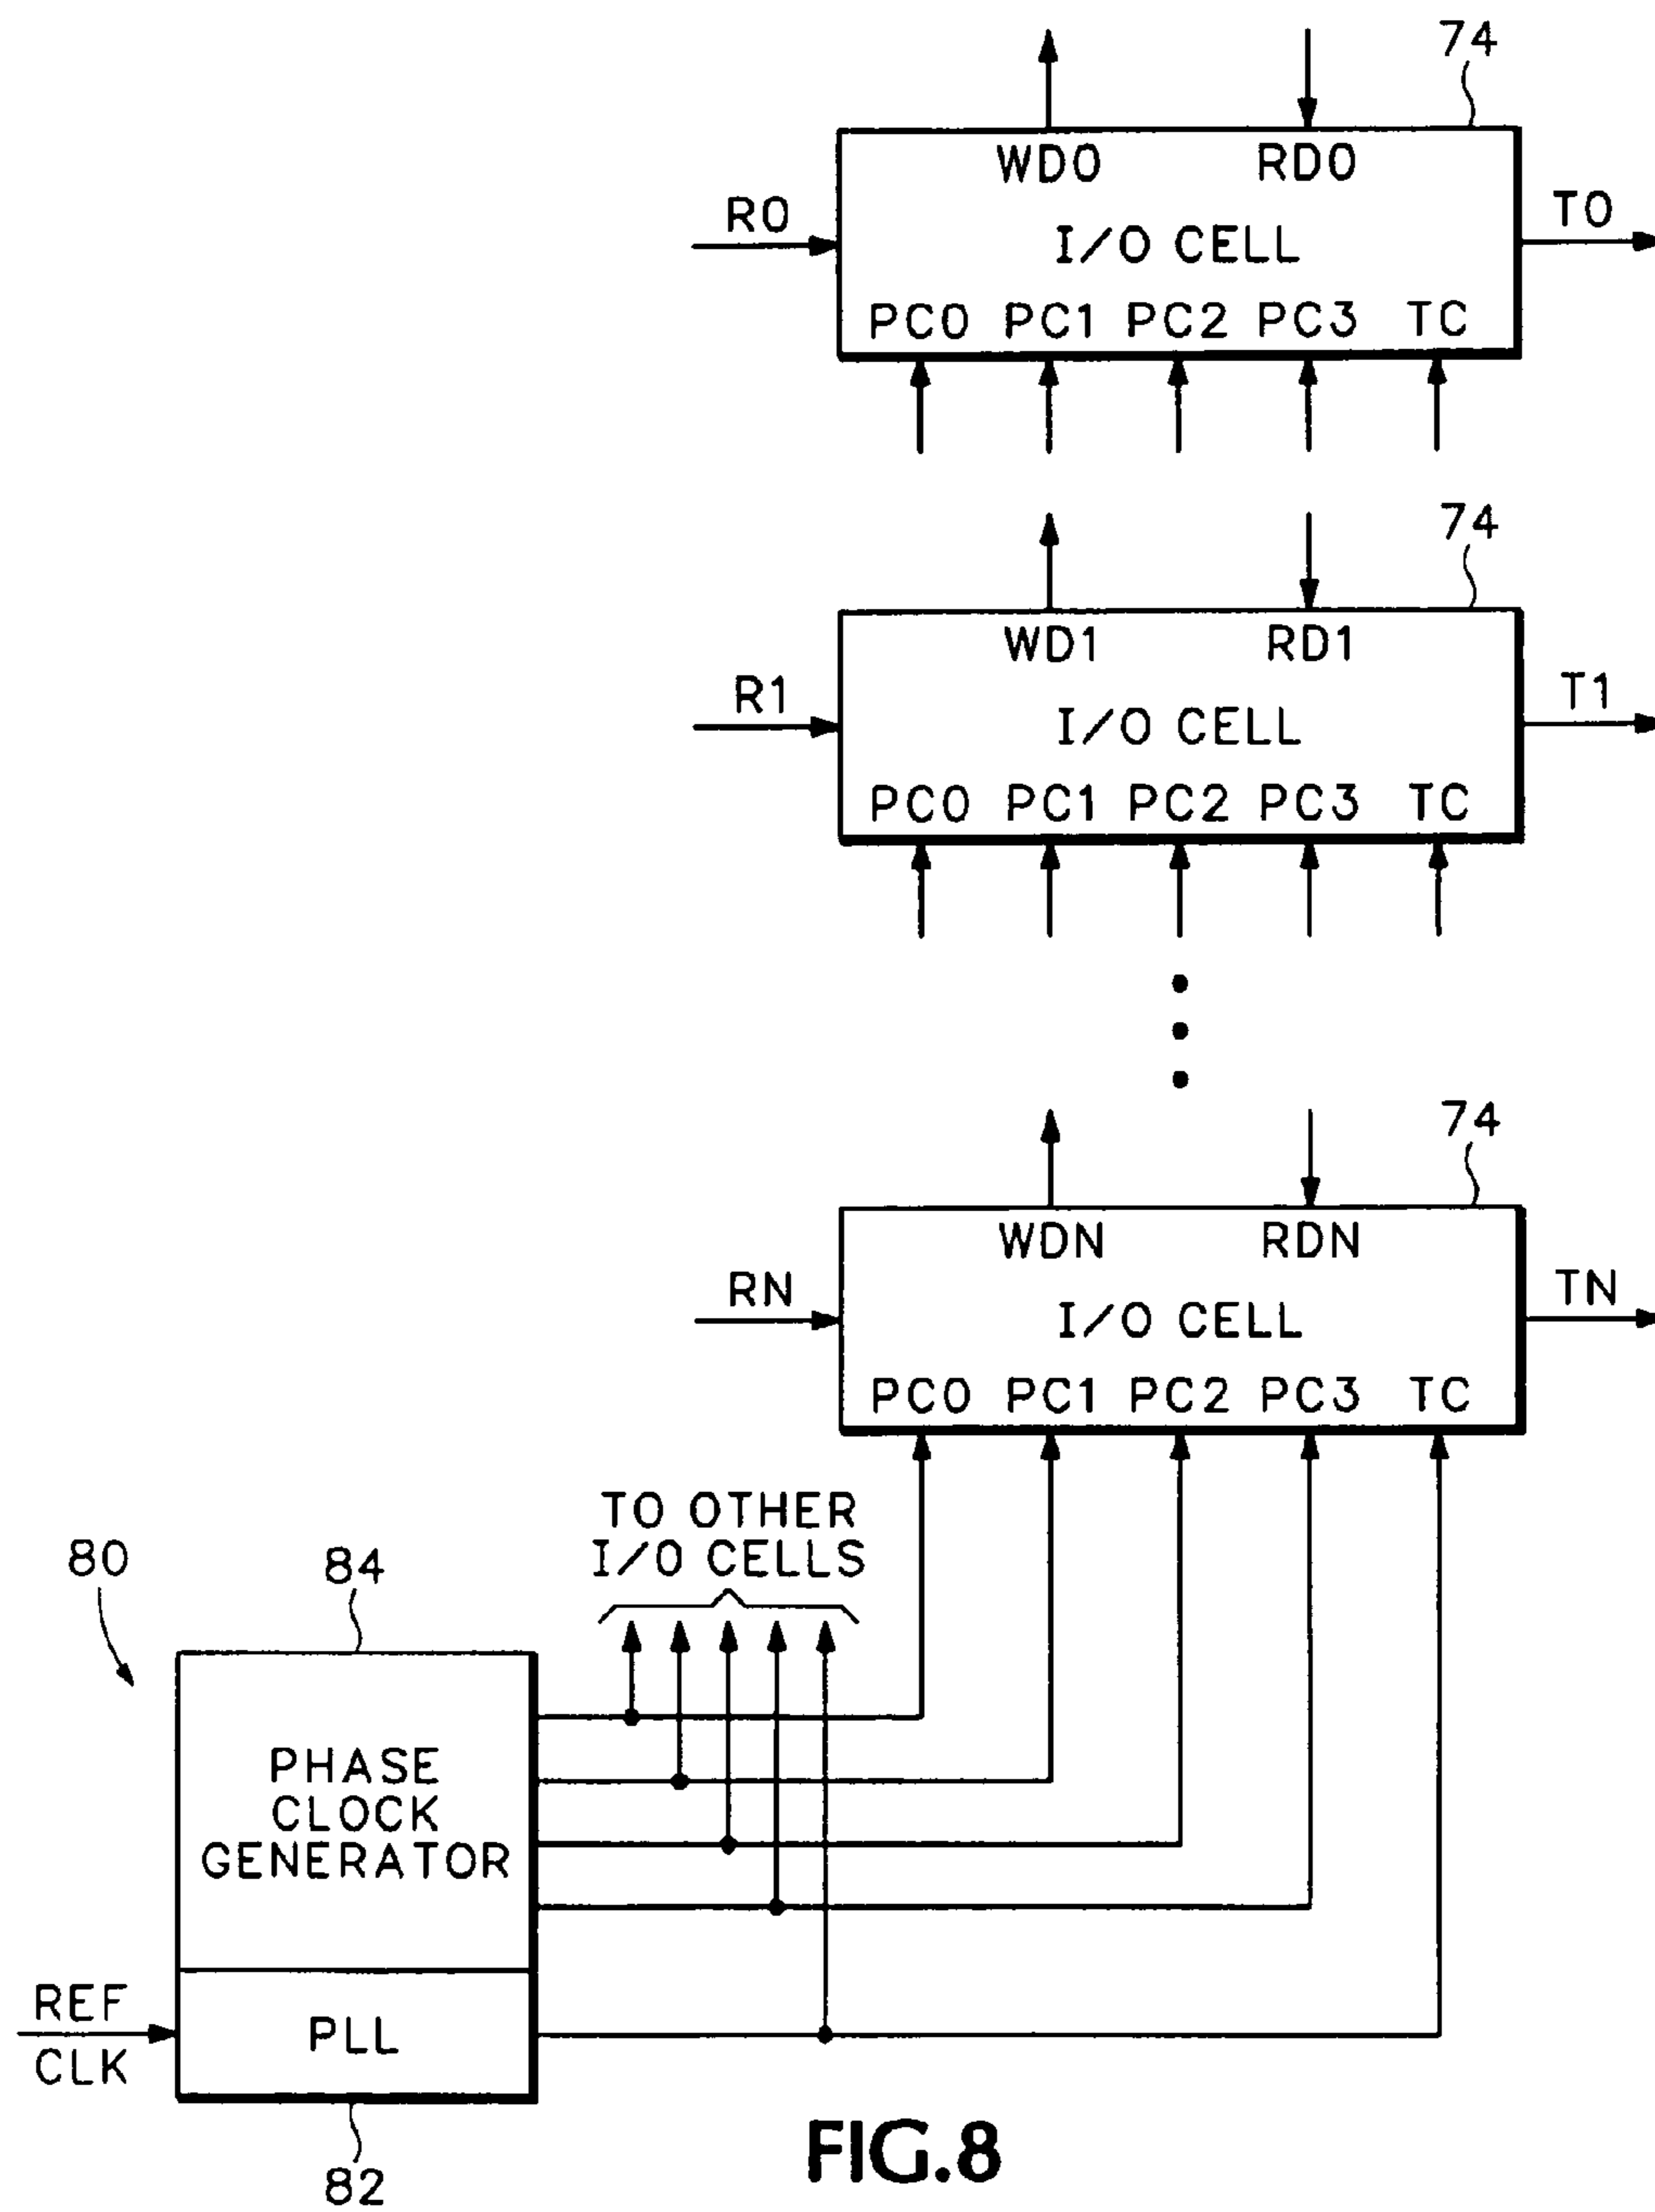 74
WD0 RD0
R0
I/O CELL
T0
PC0 PC1 PC2 PC3 TC
74
WD1 RD1
R1
I/O CELL
T1
PC0 PC1 PC2 PC3 TC
74
WDN RDN
RN
I/O CELL
TN
PC0 PC1 PC2 PC3 TC
TO OTHER
I/O CELLS
80
84
PHASE
CLOCK
GENERATOR
REF
CLK
PLL
82
FIG.8